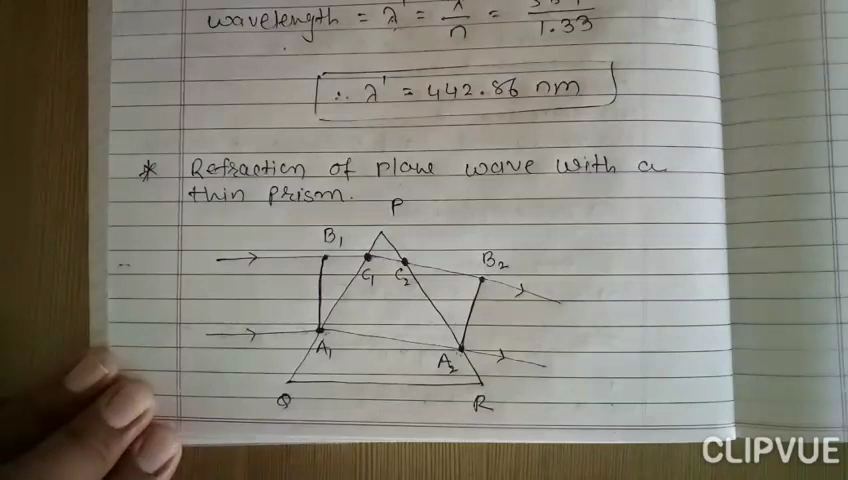 wavelength = λ' = λ/n = /1.33
∴ λ' = 442.86 nm
* Refraction of plane wave with a
thin prism.
P
B₁
B₂
C₁ C₂
A₁
A₂
Q
R
CLIPVUE